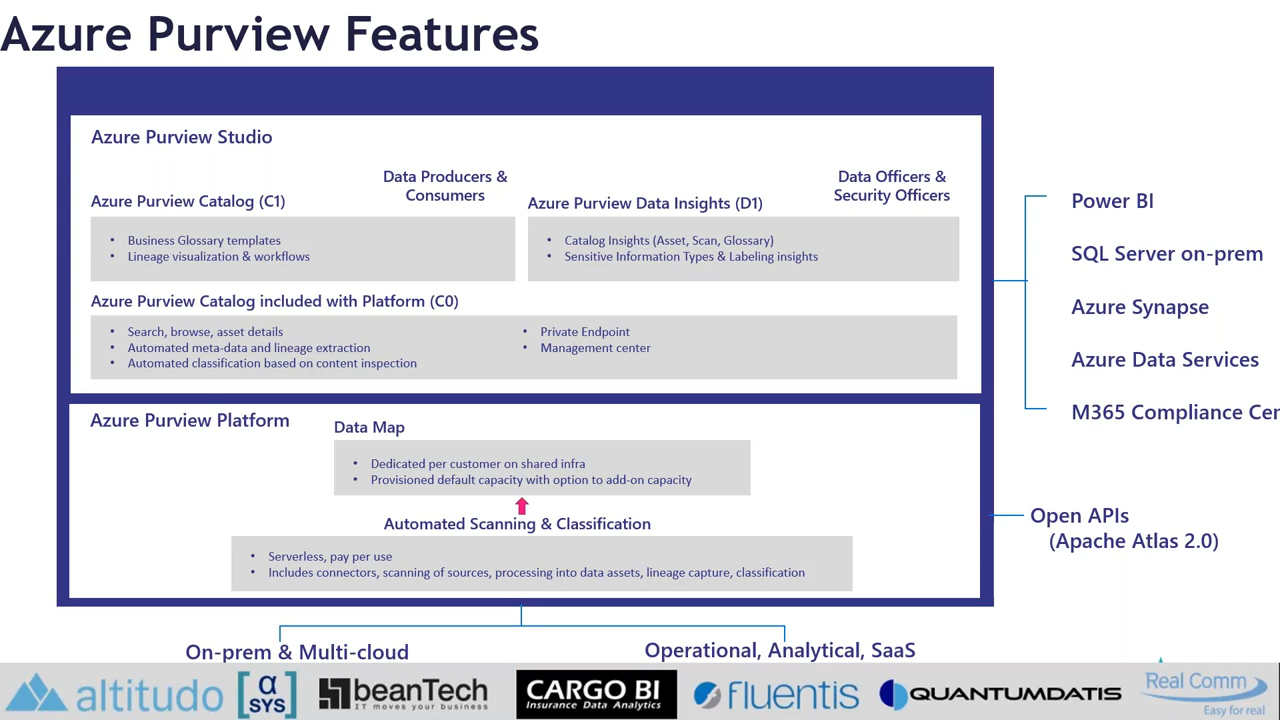 Azure Purview Features
Azure Purview Studio
Data Producers &
Consumers
Data Officers &
Security Officers
Azure Purview Catalog (C1)
Azure Purview Data Insights (D1)
• Business Glossary templates
• Lineage visualization & workflows
• Catalog Insights (Asset, Scan, Glossary)
• Sensitive Information Types & Labeling insights
Azure Purview Catalog included with Platform (C0)
• Search, browse, asset details
• Automated meta-data and lineage extraction
• Automated classification based on content inspection
• Private Endpoint
• Management center
Power BI
SQL Server on-prem
Azure Synapse
Azure Data Services
M365 Compliance Cen
Azure Purview Platform
Data Map
• Dedicated per customer on shared infra
• Provisioned default capacity with option to add-on capacity
Automated Scanning & Classification
• Serverless, pay per use
• Includes connectors, scanning of sources, processing into data assets, lineage capture, classification
Open APIs
(Apache Atlas 2.0)
On-prem & Multi-cloud
Operational, Analytical, SaaS
altitudo
α
SYS
beanTech
IT moves your business
CARGO BI
Insurance Data Analytics
fluentis
QUANTUMDATIS
Real Comm
Easy for real